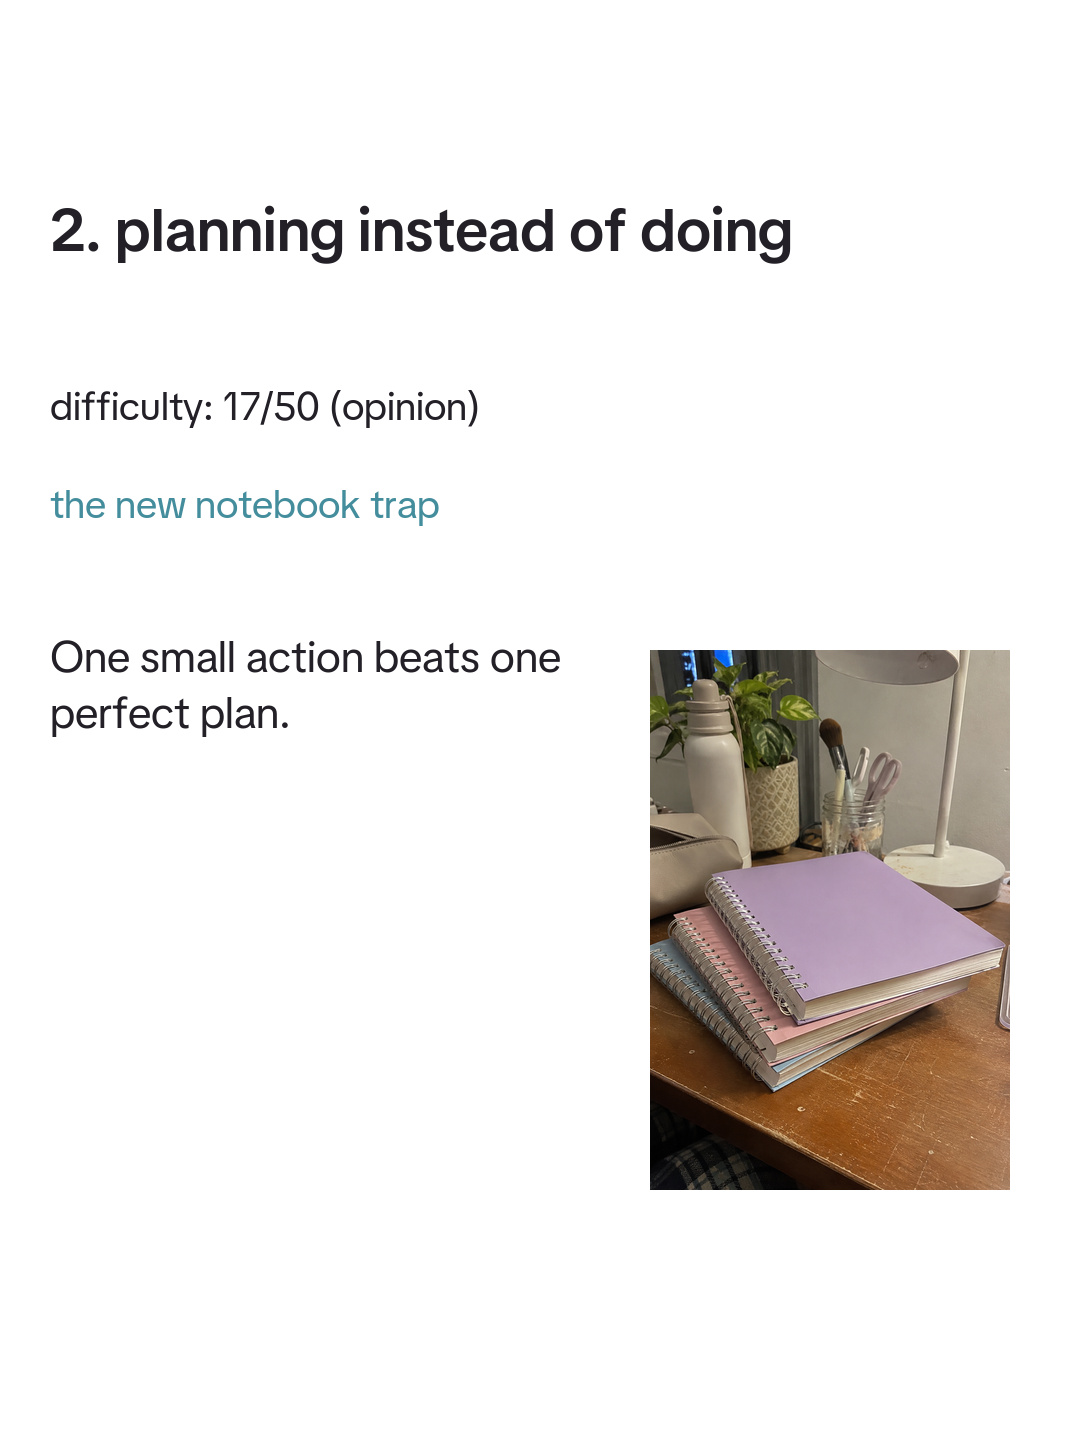 2. planning instead of doing
difficulty: 17/50 (opinion)
the new notebook trap
One small action beats one
perfect plan.